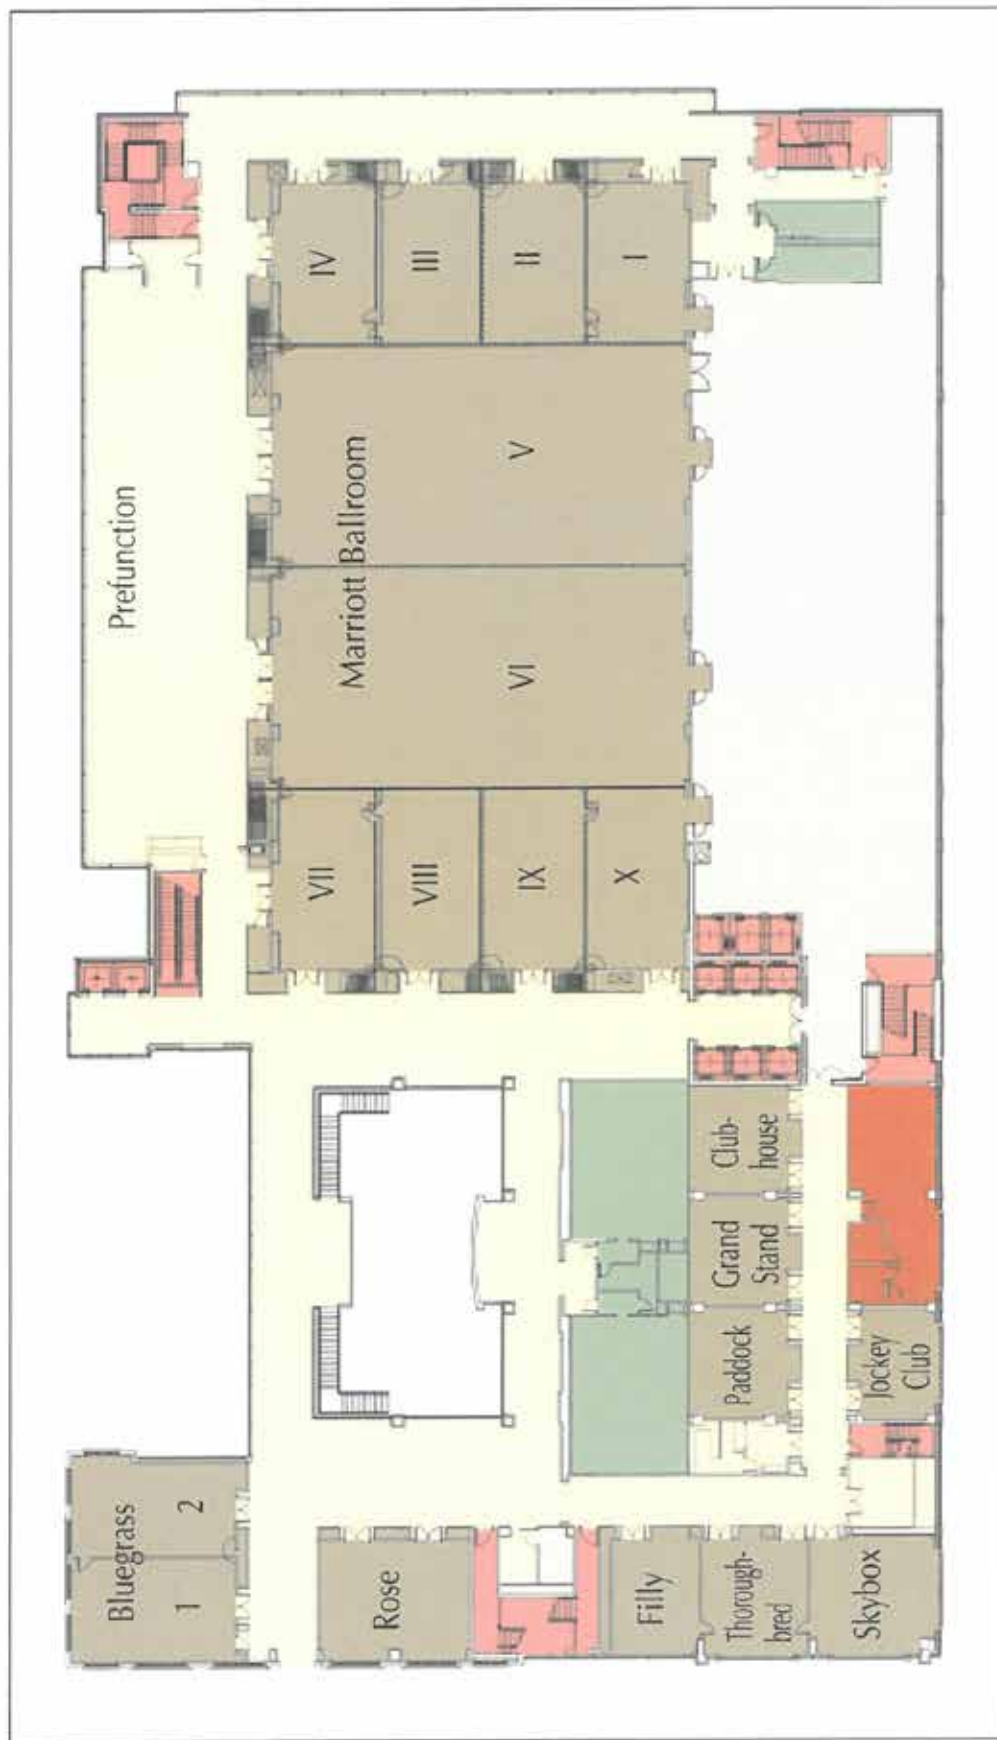 Prefunction
Marriott Ballroom
IV
III
II
I
V
VI
VII
VIII
IX
X
Club-
house
Grand
Stand
Paddock
Jockey
Club
Bluegrass
1
2
Rose
Filly
Thorough-
bred
Skybox